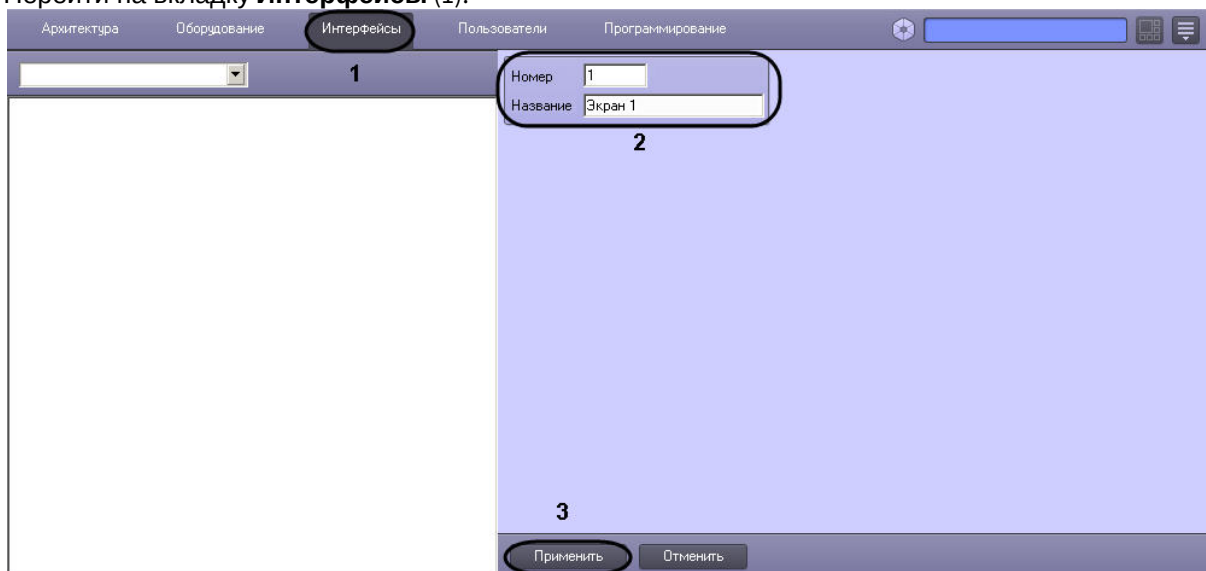 Перейти на вкладку Интерфейсы (1).
Архитектура Оборудование Интерфейсы Пользователи Программирование
1
Номер 1
Название Экран 1
2
3
Применить Отменить